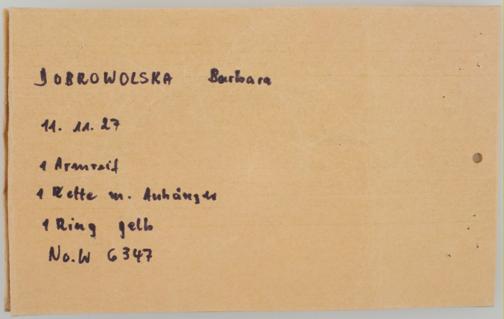 DOBROWOLSKA Barbara
11. 11. 27
1 Armreif
1 Kette m. Anhänger
1 Ring gelb
No. W 6347